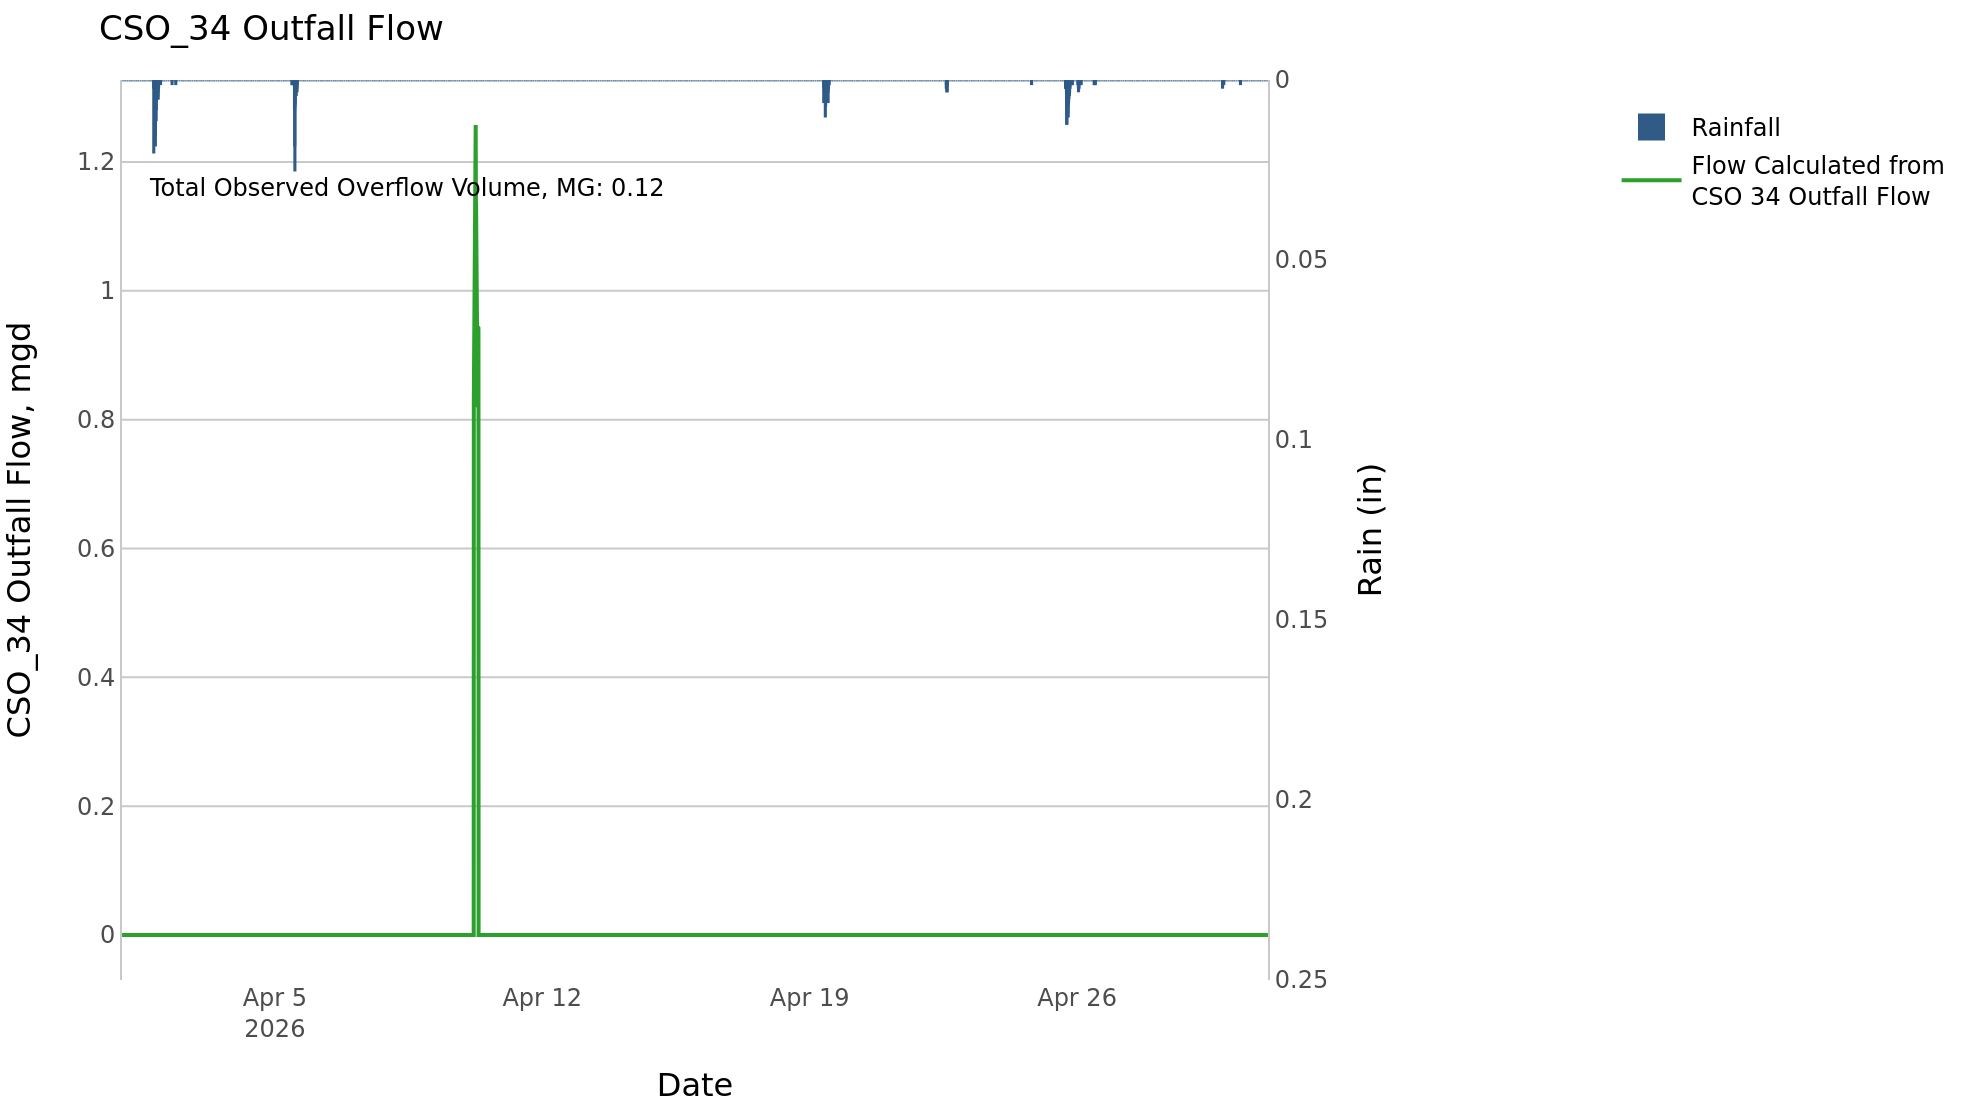 CSO_34 Outfall Flow
0
Rainfall
Flow Calculated from
CSO 34 Outfall Flow
1.2
Total Observed Overflow Volume, MG: 0.12
0.05
1
0.8
0.1
CSO_34 Outfall Flow, mgd
Rain (in)
0.6
0.15
0.4
0.2
0.2
0
0.25
Apr 5
2026
Apr 12
Apr 19
Apr 26
Date